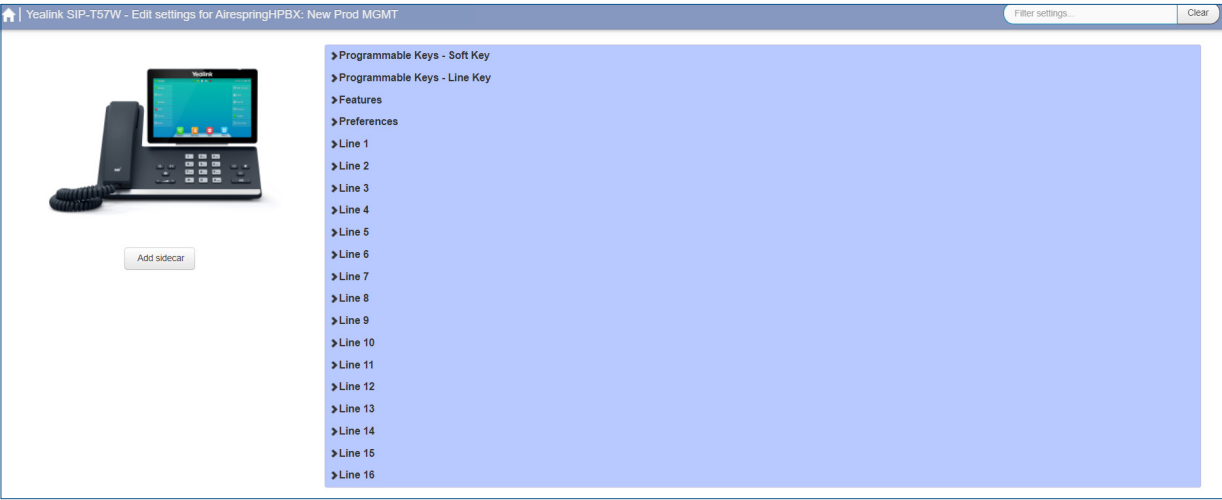 Yealink SIP-T57W - Edit settings for AirespringHPBX: New Prod MGMT
Filter settings...
Clear
Yealink
Add sidecar
Programmable Keys - Soft Key
Programmable Keys - Line Key
Features
Preferences
Line 1
Line 2
Line 3
Line 4
Line 5
Line 6
Line 7
Line 8
Line 9
Line 10
Line 11
Line 12
Line 13
Line 14
Line 15
Line 16